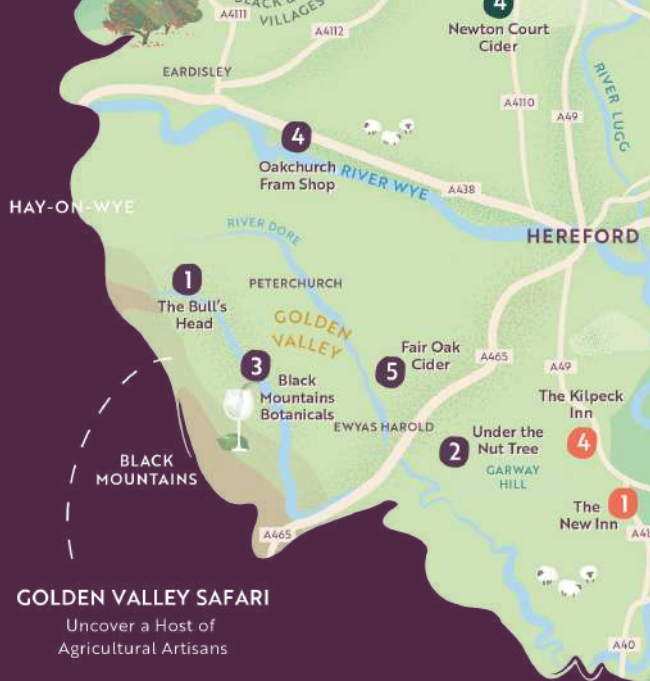 A4111
BLACK &
VILLAGES
A4112
4
Newton Court
Cider
EARDISLEY
RIVER LUGG
A4110
A49
4
Oakchurch
Fram Shop
RIVER WYE
A438
HAY-ON-WYE
RIVER DORE
HEREFORD
1
The Bull's
Head
PETERCHURCH
GOLDEN
VALLEY
Fair Oak
Cider
5
A465
A49
3
Black
Mountains
Botanicals
The Kilpeck
Inn
4
EWYAS HAROLD
2
Under the
Nut Tree
GARWAY
HILL
BLACK
MOUNTAINS
The
New Inn
1
A465
A41
GOLDEN VALLEY SAFARI
Uncover a Host of
Agricultural Artisans
A40